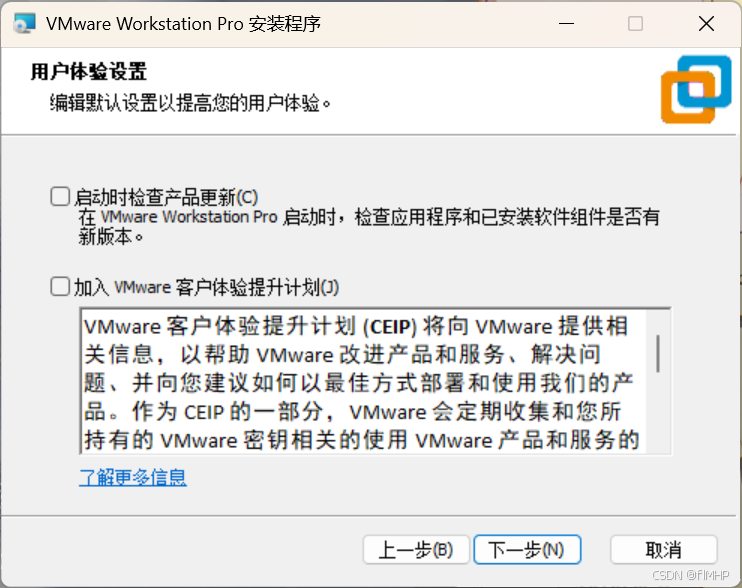 VMware Workstation Pro 安装程序
用户体验设置
编辑默认设置以提高您的用户体验。
启动时检查产品更新(C)
在 VMware Workstation Pro 启动时，检查应用程序和已安装软件组件是否有
新版本。
加入 VMware 客户体验提升计划(J)
VMware 客户体验提升计划 (CEIP) 将向 VMware 提供相
关信息，以帮助 VMware 改进产品和服务、解决问
题、并向您建议如何以最佳方式部署和使用我们的产
品。作为 CEIP 的一部分，VMware 会定期收集和您所
持有的 VMware 密钥相关的使用 VMware 产品和服务的
了解更多信息
上一步(B) 下一步(N) 取消
CSDN @flMHP